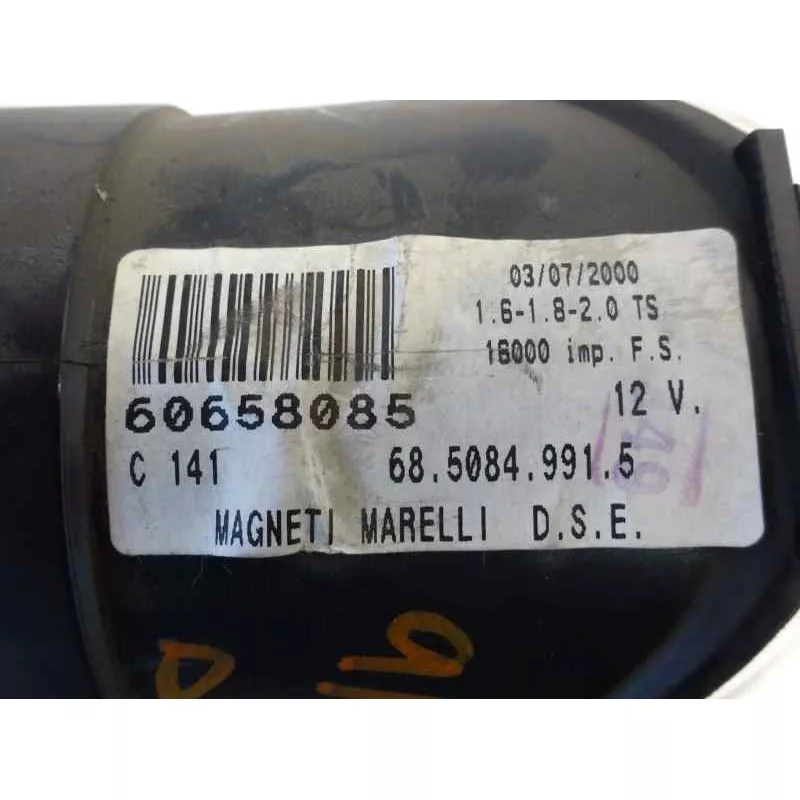 03/07/2000
1.6-1.8-2.0 TS
16000 imp. F.S.
60658085
12 V.
C 141
68.5084.991.5
49
MAGNETI MARELLI D.S.E.